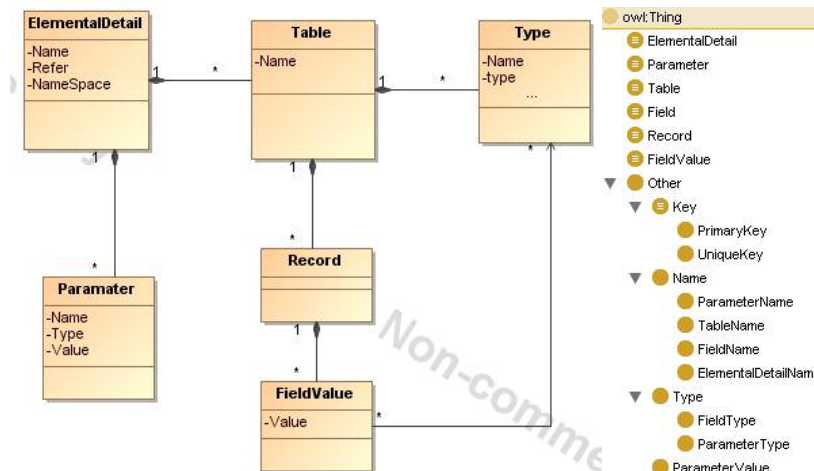 ElementalDetail
-Name
-Refer
-NameSpace
1
*
1
*
Table
-Name
1
*
1
*
Type
-Name
-type
...
*
Paramater
-Name
-Type
-Value
Record
1
*
FieldValue
-Value
*
Non-comme
owl:Thing
ElementalDetail
Parameter
Table
Field
Record
FieldValue
Other
Key
PrimaryKey
UniqueKey
Name
ParameterName
TableName
FieldName
ElementalDetailNam
Type
FieldType
ParameterType
ParameterValue